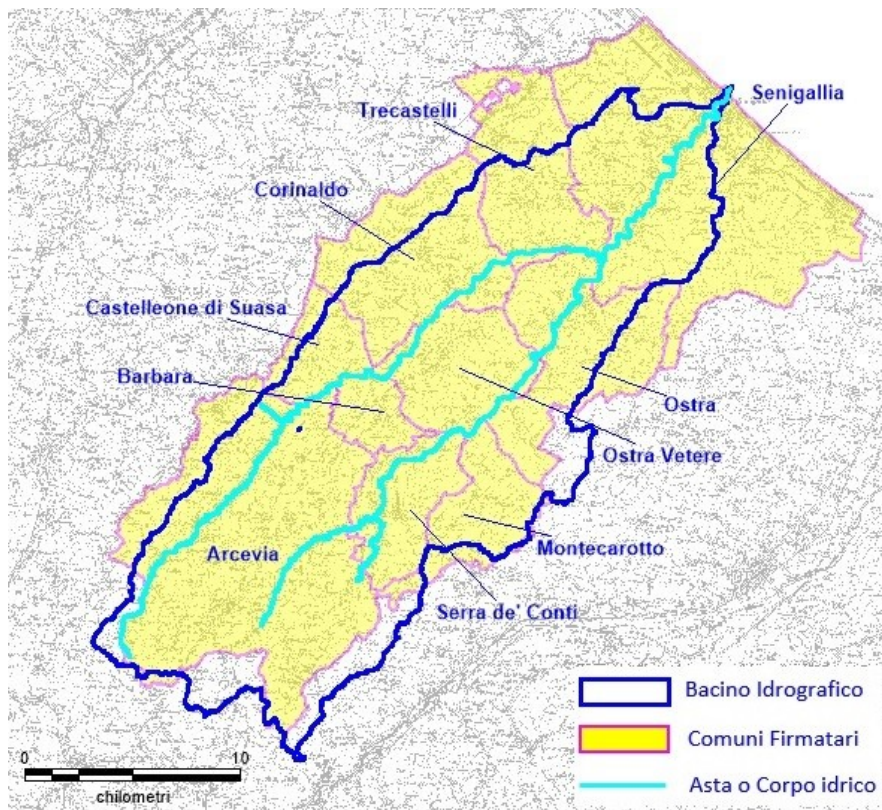 Senigallia
Trecastelli
Corinaldo
Castelleone di Suasa
Barbara
Ostra
Ostra Vetere
Arcevia
Montecarotto
Serra de' Conti
Bacino Idrografico
Comuni Firmatari
Asta o Corpo idrico
0 10
chilometri